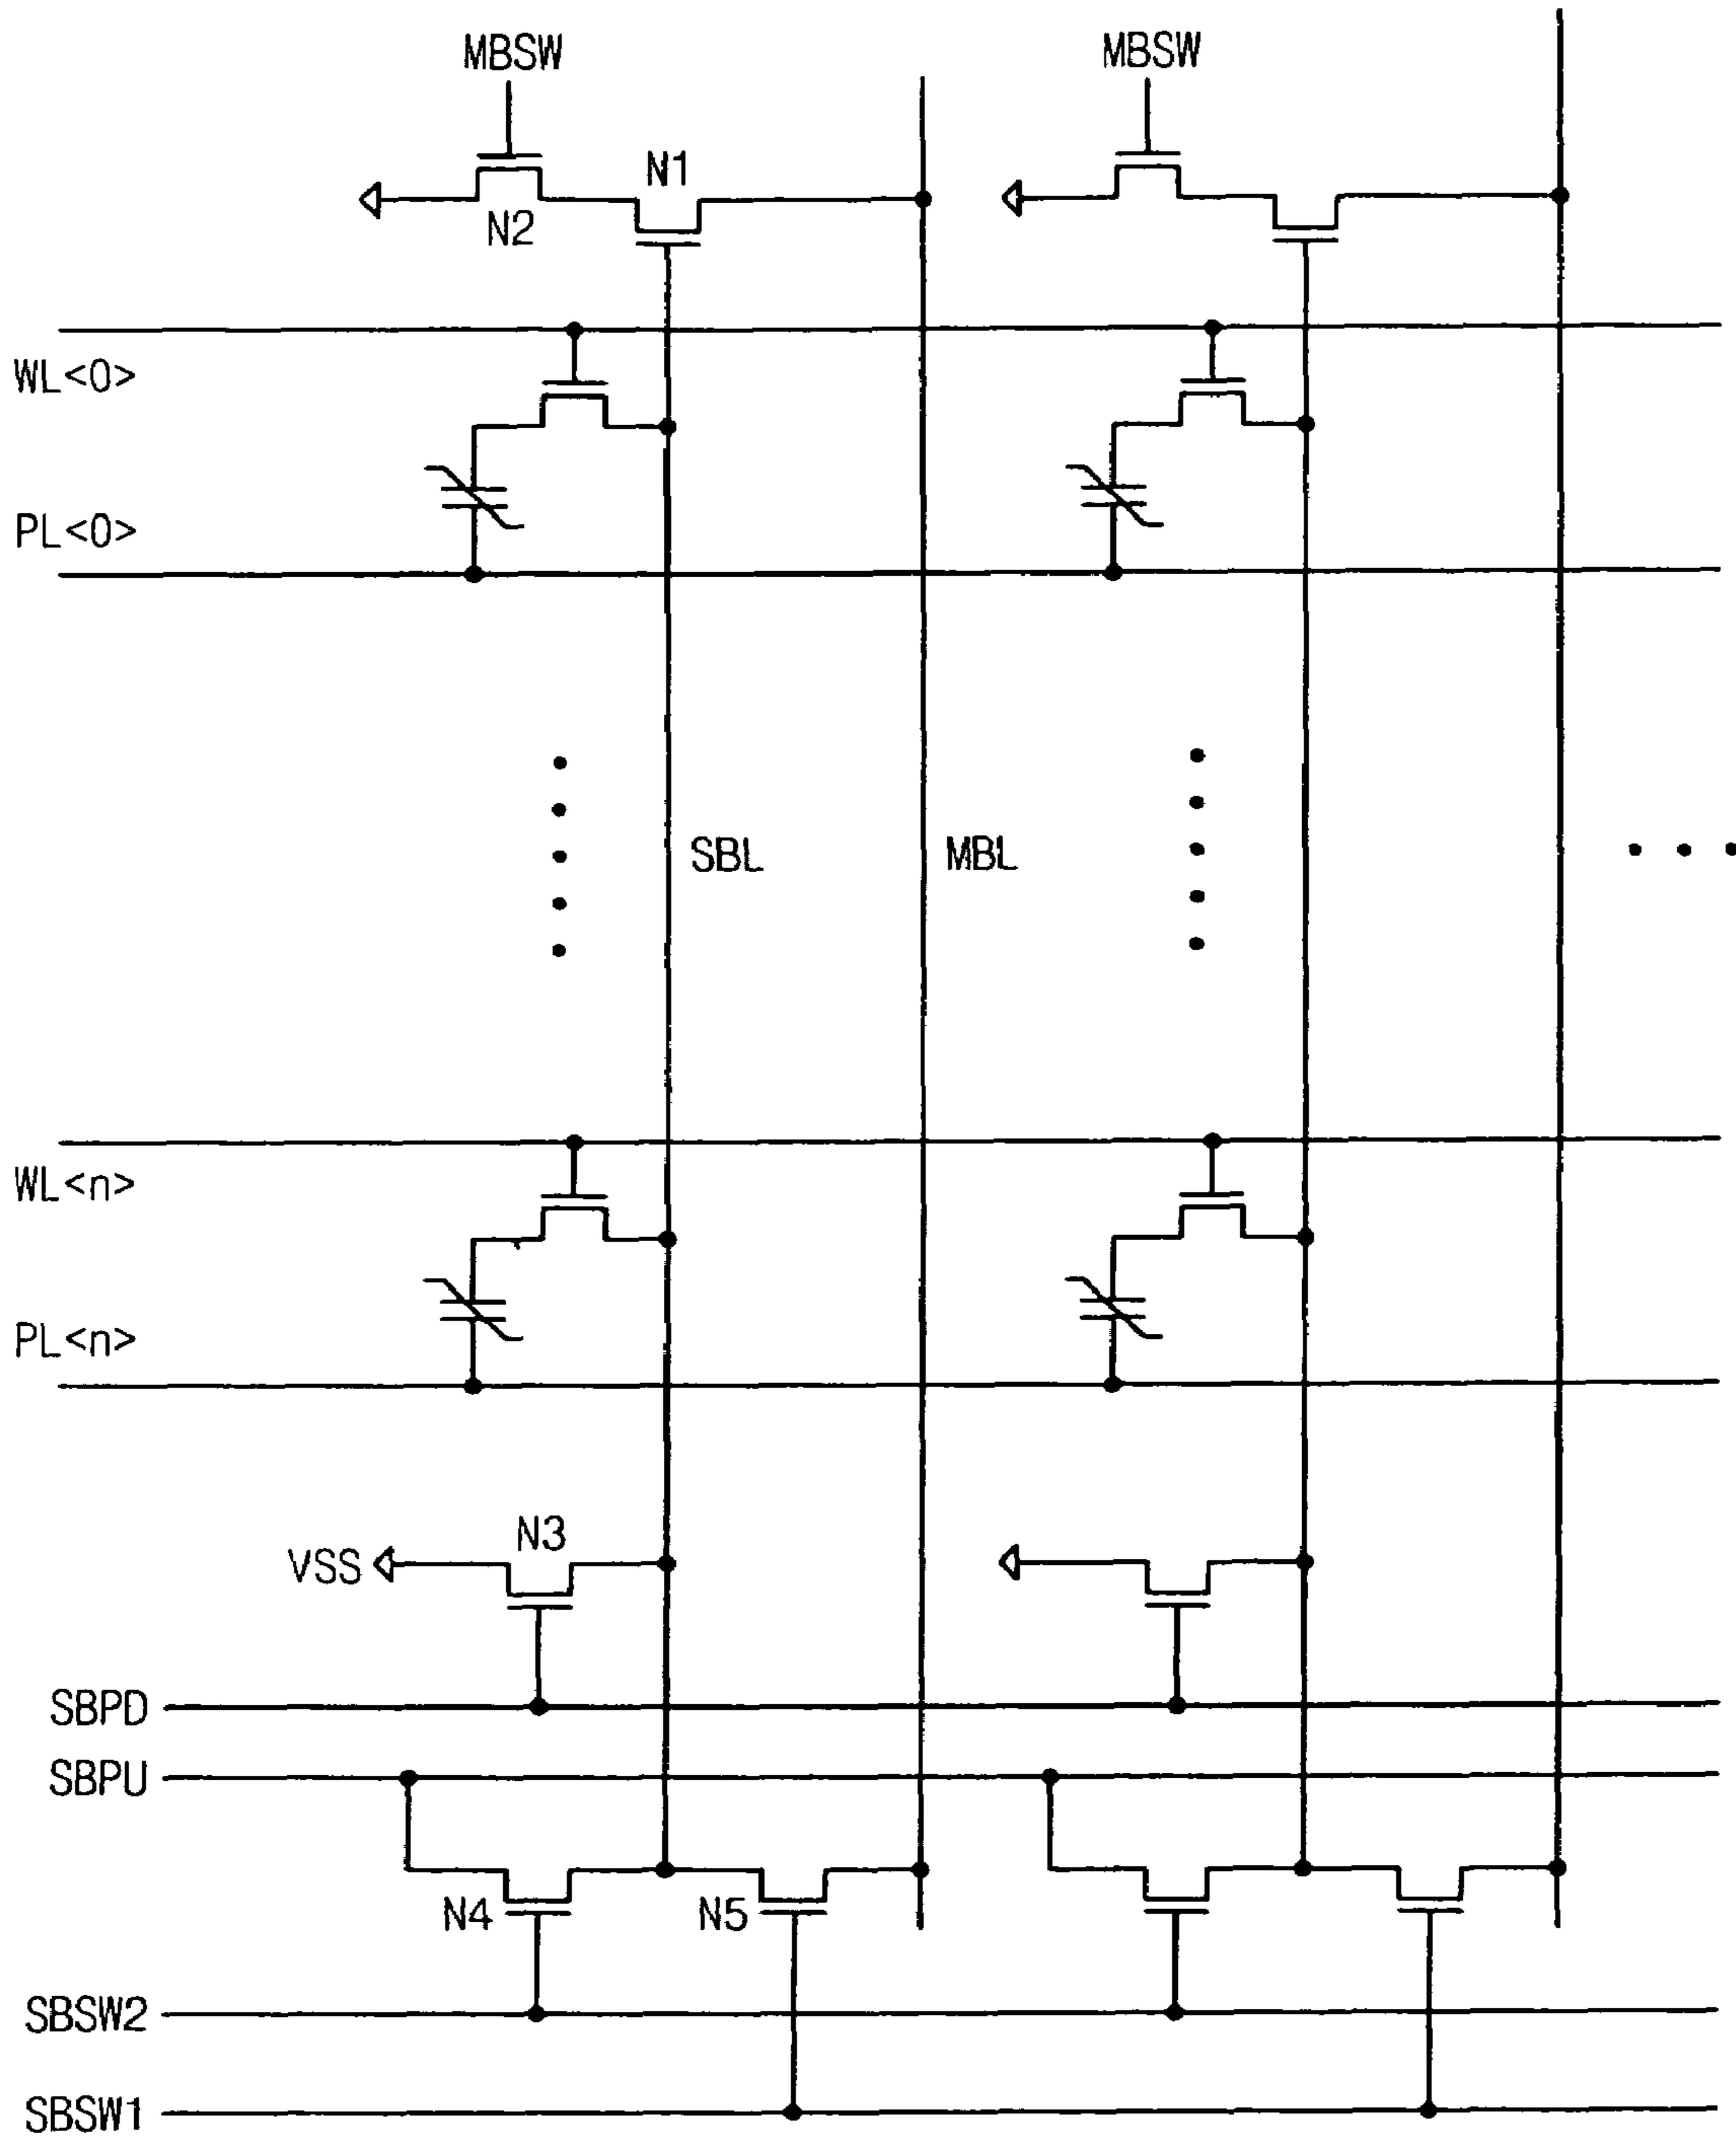 MBSW
MBSW
N1
N2
WL<0>
PL<0>
SBL
MBL
WL<n>
PL<n>
N3
VSS
SBPD
SBPU
N4
N5
SBSW2
SBSW1